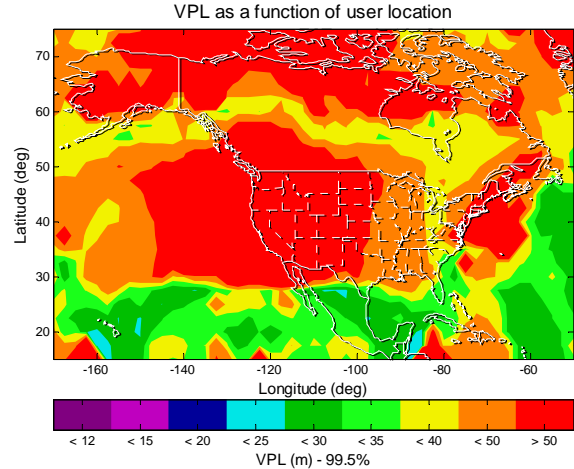 VPL as a function of user location
Latitude (deg)
70
60
50
40
30
20
-160 -140 -120 -100 -80 -60
Longitude (deg)
< 12 < 15 < 20 < 25 < 30 < 35 < 40 < 50 > 50
VPL (m) - 99.5%